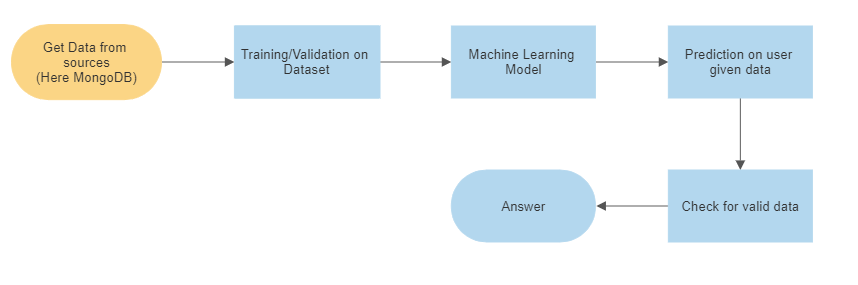 Get Data from
sources
(Here MongoDB)
Training/Validation on
Dataset
Machine Learning
Model
Prediction on user
given data
Check for valid data
Answer